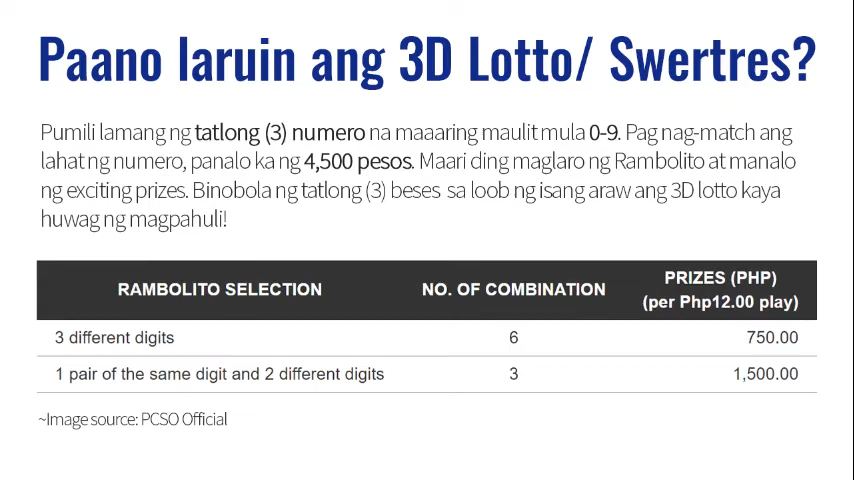 Paano laruin ang 3D Lotto/ Swertres?
Pumili lamang ng tatlong (3) numero na maaaring maulit mula 0-9. Pag nag-match ang
lahat ng numero, panalo ka ng 4,500 pesos. Maari ding maglaro ng Rambolito at manalo
ng exciting prizes. Binobola ng tatlong (3) beses sa loob ng isang araw ang 3D lotto kaya
huwag ng magpahuli!
RAMBOLITO SELECTION NO. OF COMBINATION PRIZES (PHP)
(per Php12.00 play)
3 different digits 6 750.00
1 pair of the same digit and 2 different digits 3 1,500.00
~Image source: PCSO Official